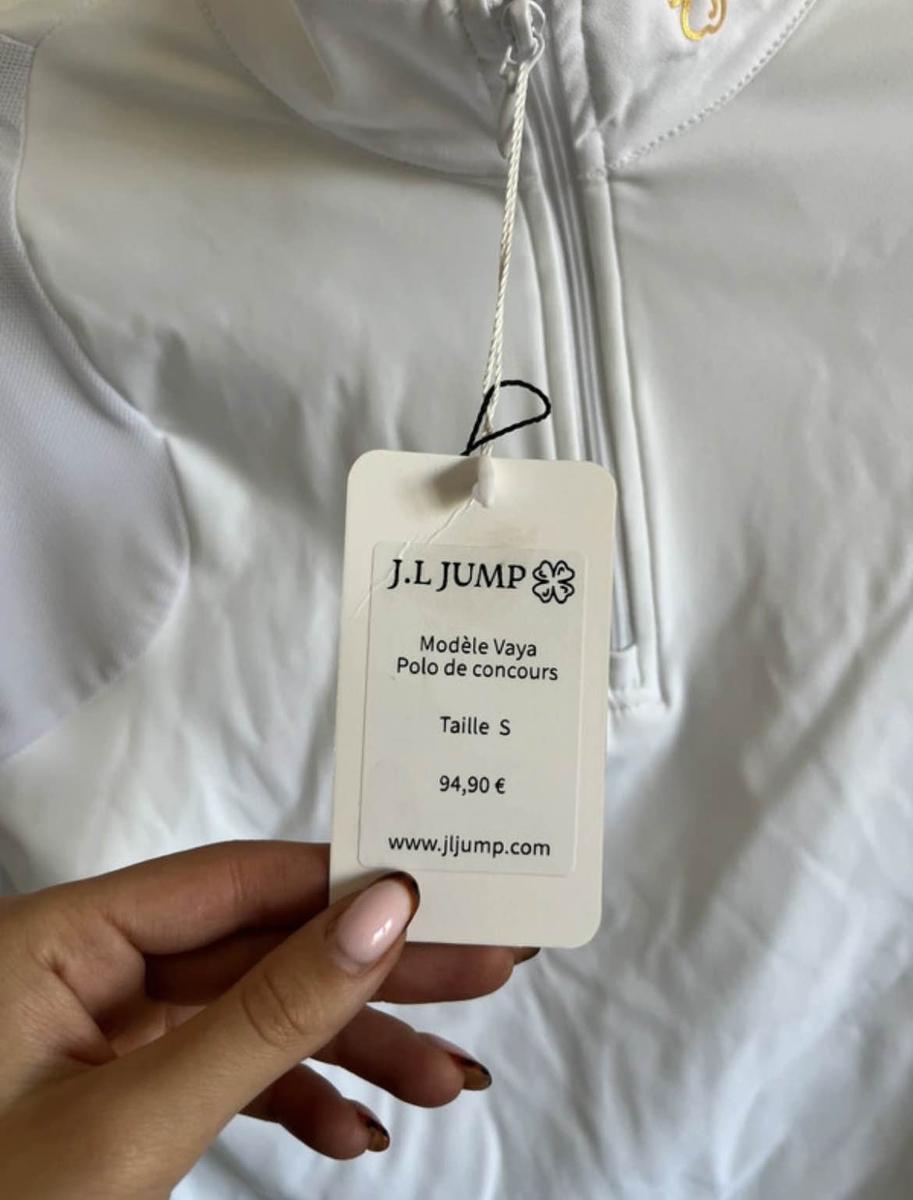 J.L JUMP
Modèle Vaya
Polo de concours
Taille S
94,90 €
www.jljump.com